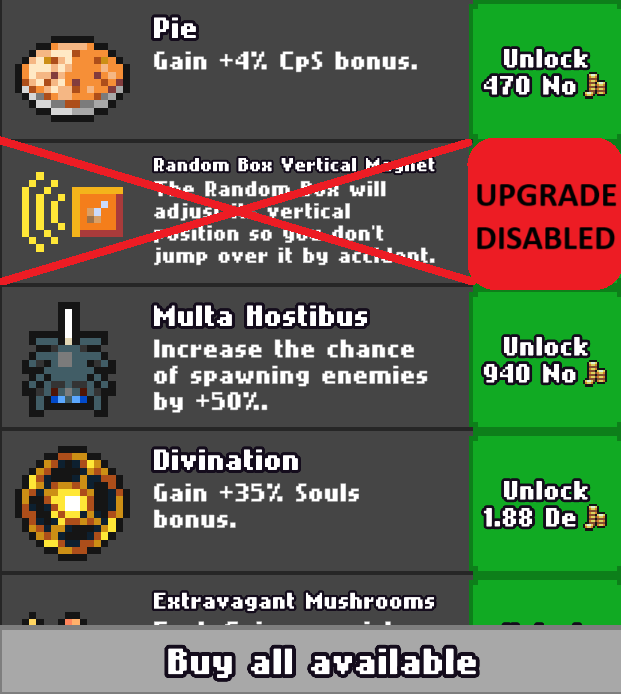 Pie
Gain +4% CpS bonus.
Unlock
470 No
Random Box Vertical Magnet
The Random Box will
adjust its vertical
position so you don't
jump over it by accident.
UPGRADE
DISABLED
Multa Hostibus
Increase the chance
of spawning enemies
by +50%.
Unlock
940 No
Divination
Gain +35% Souls
bonus.
Unlock
1.88 De
Extravagant Mushrooms
Buy all available